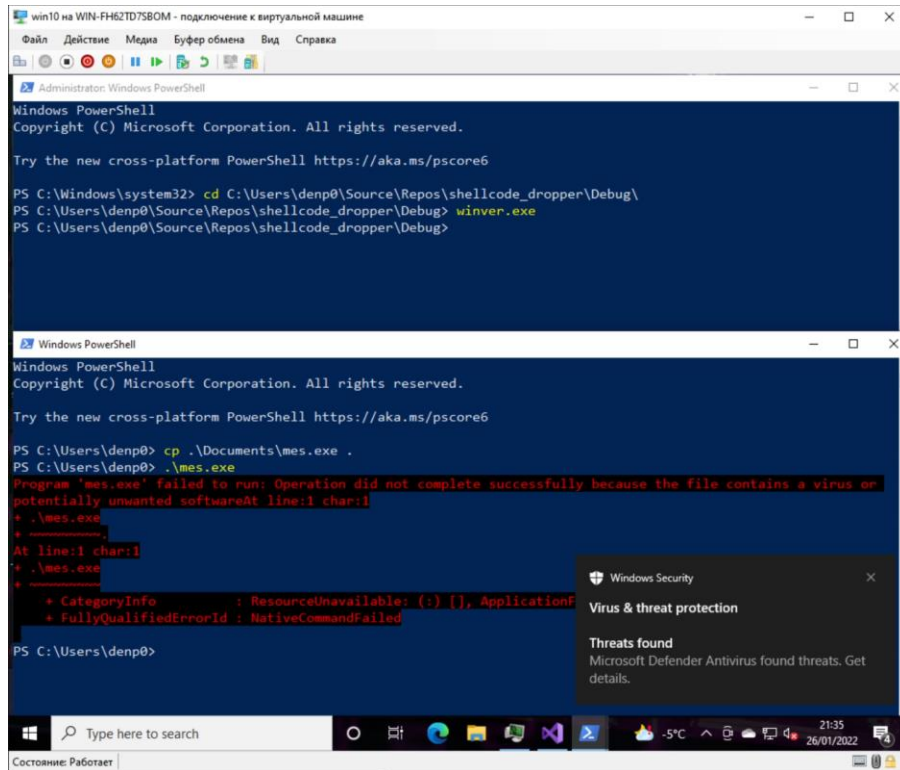 win10 на WIN-FH62TD7SBOM - подключение к виртуальной машине
Файл Действие Медиа Буфер обмена Вид Справка
Administrator: Windows PowerShell
Windows PowerShell
Copyright (C) Microsoft Corporation. All rights reserved.
Try the new cross-platform PowerShell https://aka.ms/pscore6
PS C:\Windows\system32> cd C:\Users\denp0\Source\Repos\shellcode_dropper\Debug\
PS C:\Users\denp0\Source\Repos\shellcode_dropper\Debug> winver.exe
PS C:\Users\denp0\Source\Repos\shellcode_dropper\Debug>
Windows PowerShell
Windows PowerShell
Copyright (C) Microsoft Corporation. All rights reserved.
Try the new cross-platform PowerShell https://aka.ms/pscore6
PS C:\Users\denp0> cp .\Documents\mes.exe .
PS C:\Users\denp0> .\mes.exe
Program 'mes.exe' failed to run: Operation did not complete successfully because the file contains a virus or
potentially unwanted softwareAt line:1 char:1
+ .\mes.exe
+ ~~~~~~~~~.
At line:1 char:1
+ .\mes.exe
+ ~~~~~~~~~
+ CategoryInfo : ResourceUnavailable: (:) [], ApplicationF
+ FullyQualifiedErrorId : NativeCommandFailed
PS C:\Users\denp0>
Windows Security
Virus & threat protection
Threats found
Microsoft Defender Antivirus found threats. Get
details.
Type here to search
-5°C
21:35
26/01/2022
4
Состояние: Работает